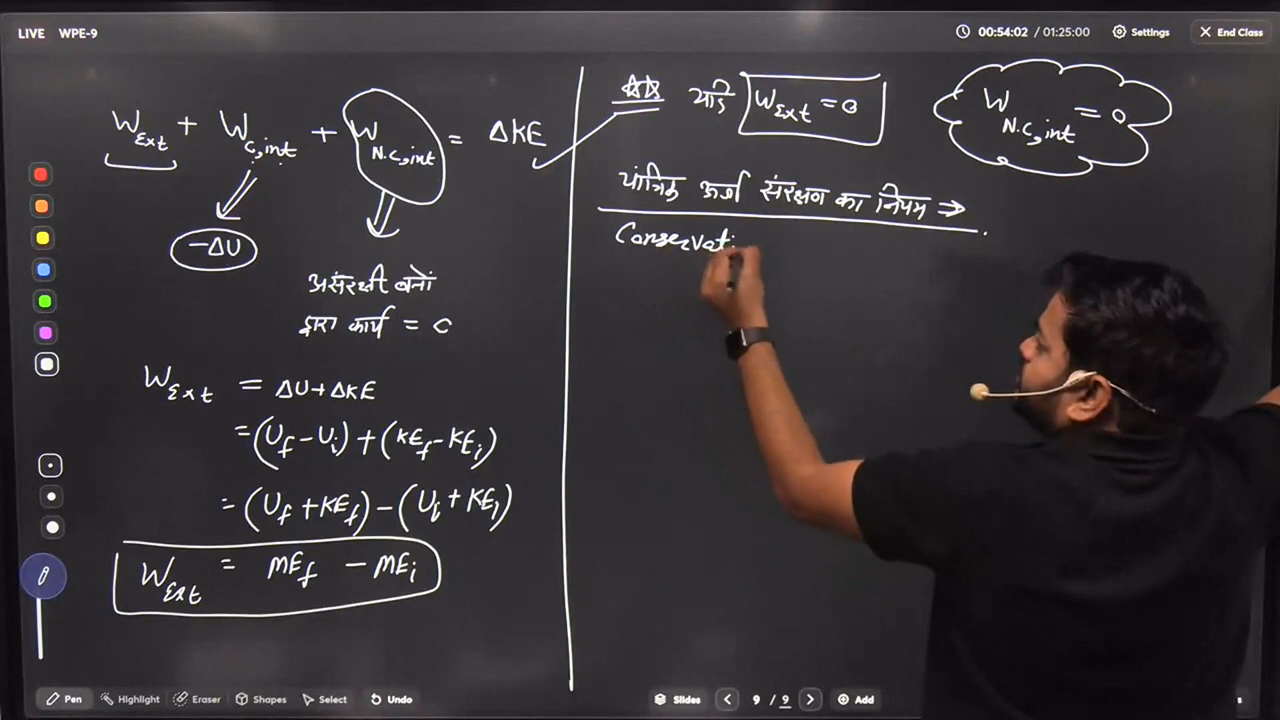 LIVE WPE-9
00:54:02 / 01:25:00 Settings End Class
W_Ext + W_c,int + W_N.c,int = ΔKE
-ΔU
असंरक्षी बलों
द्वारा कार्य = 0
W_Ext = ΔU+ΔKE
= (U_f - U_i) + (KE_f - KE_i)
= (U_f + KE_f) - (U_i + KE_i)
W_Ext = ME_f - ME_i
यदि W_Ext = 0
W_N.C,int = 0
यांत्रिक ऊर्जा संरक्षण का नियम ⇒
Conservati
Pen Highlight Eraser Shapes Select Undo Slides 9 / 9 Add